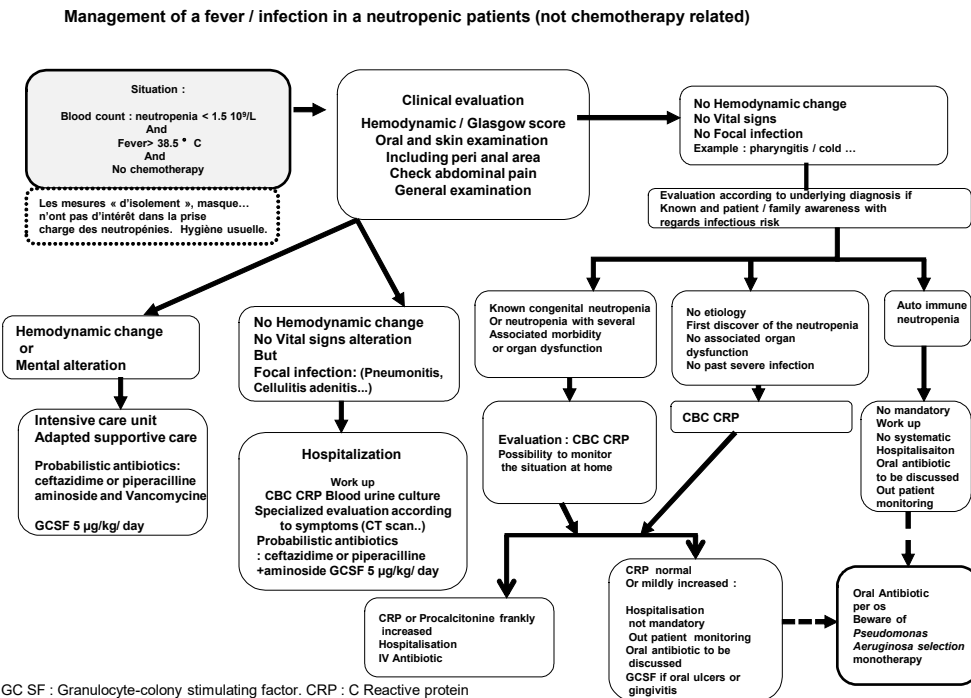 Management of a fever / infection in a neutropenic patients (not chemotherapy related)
Situation :
Blood count : neutropenia < 1.5 10⁹/L
And
Fever> 38.5 ° C
And
No chemotherapy
Les mesures « d'isolement », masque…
n'ont pas d'intérêt dans la prise
charge des neutropénies. Hygiène usuelle.
Clinical evaluation
Hemodynamic / Glasgow score
Oral and skin examination
Including peri anal area
Check abdominal pain
General examination
No Hemodynamic change
No Vital signs
No Focal infection
Example : pharyngitis / cold …
Evaluation according to underlying diagnosis if
Known and patient / family awareness with
regards infectious risk
Hemodynamic change
or
Mental alteration
No Hemodynamic change
No Vital signs alteration
But
Focal infection: (Pneumonitis,
Cellulitis adenitis...)
Known congenital neutropenia
Or neutropenia with several
Associated morbidity
or organ dysfunction
No etiology
First discover of the neutropenia
No associated organ
dysfunction
No past severe infection
Auto immune
neutropenia
Intensive care unit
Adapted supportive care
Probabilistic antibiotics:
ceftazidime or piperacilline
aminoside and Vancomycine
GCSF 5 µg/kg/ day
Hospitalization
Work up
CBC CRP Blood urine culture
Specialized evaluation according
to symptoms (CT scan..)
Probabilistic antibiotics
: ceftazidime or piperacilline
+aminoside GCSF 5 µg/kg/ day
Evaluation : CBC CRP
Possibility to monitor
the situation at home
CBC CRP
No mandatory
Work up
No systematic
Hospitalisaiton
Oral antibiotic
to be discussed
Out patient
monitoring
CRP or Procalcitonine frankly
increased
Hospitalisation
IV Antibiotic
CRP normal
Or mildly increased :
Hospitalisation
not mandatory
Out patient monitoring
Oral antibiotic to be
discussed
GCSF if oral ulcers or
gingivitis
Oral Antibiotic
per os
Beware of
Pseudomonas
Aeruginosa selection
monotherapy
GC SF : Granulocyte-colony stimulating factor. CRP : C Reactive protein